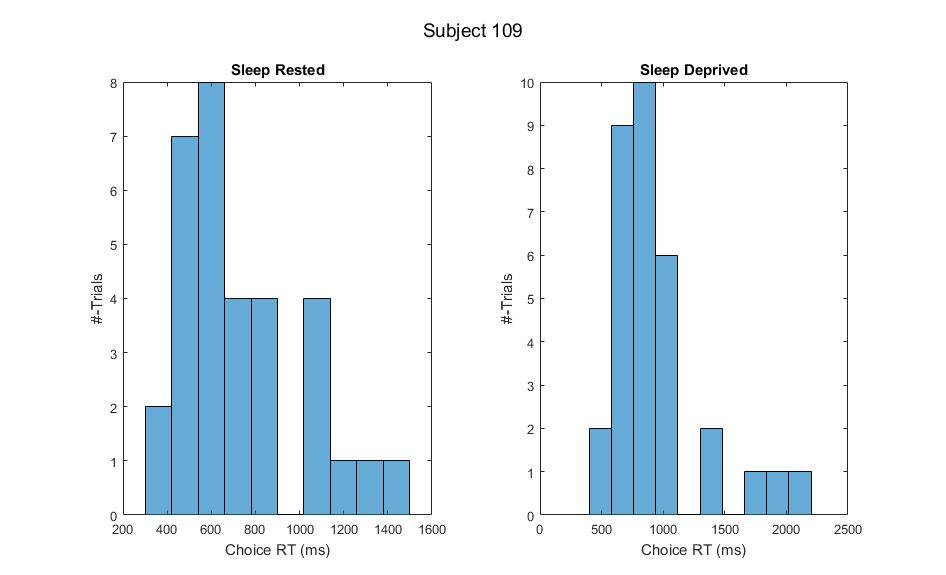 Subject 109
Sleep Rested
8
7
6
5
4
3
2
1
0
#-Trials
200 400 600 800 1000 1200 1400 1600
Choice RT (ms)
Sleep Deprived
10
9
8
7
6
5
4
3
2
1
0
#-Trials
0 500 1000 1500 2000 2500
Choice RT (ms)